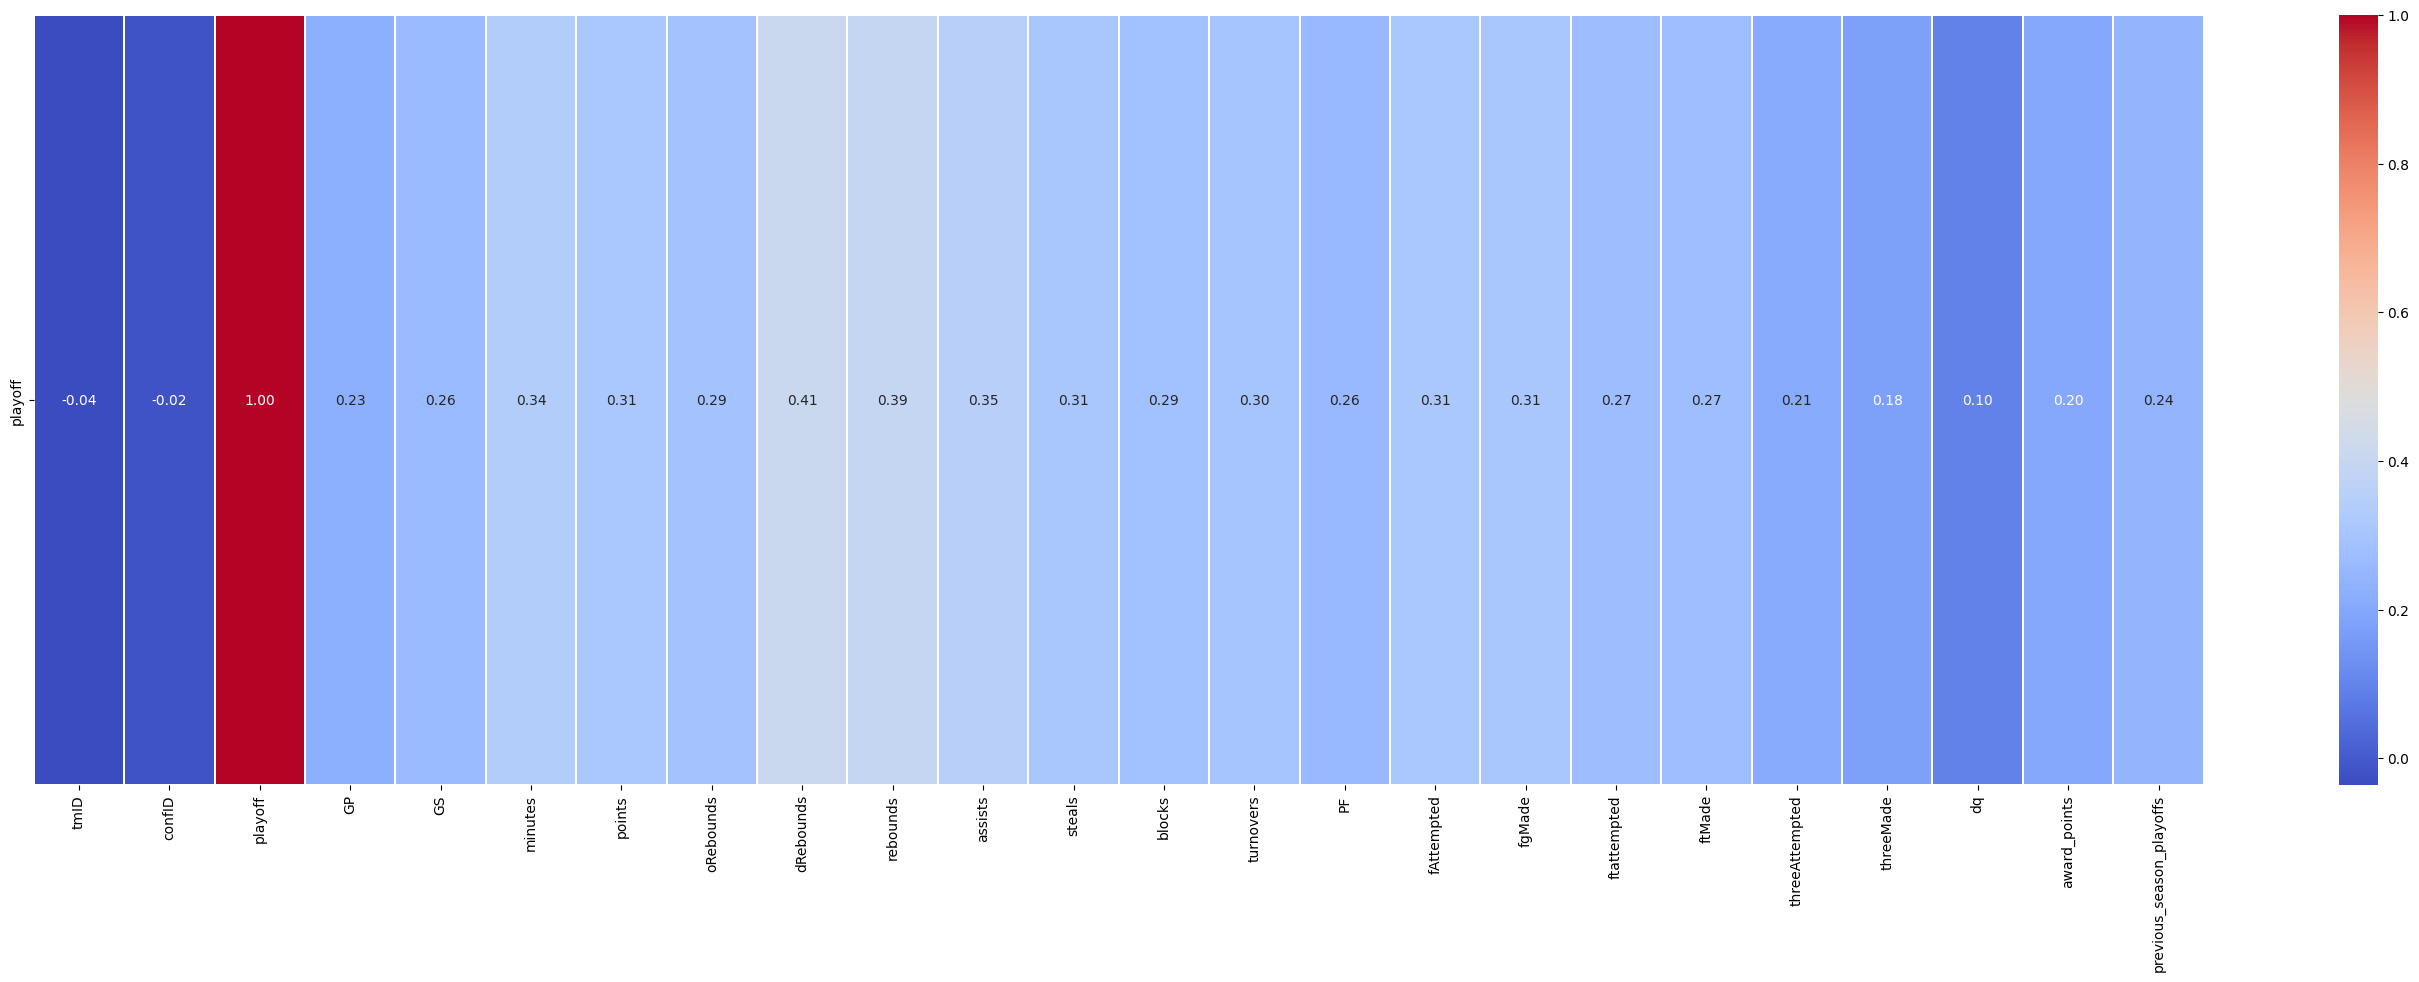 playoff
-0.04 -0.02 1.00 0.23 0.26 0.34 0.31 0.29 0.41 0.39 0.35 0.31 0.29 0.30 0.26 0.31 0.31 0.27 0.27 0.21 0.18 0.10 0.20 0.24
tmID
confID
playoff
GP
GS
minutes
points
oRebounds
dRebounds
rebounds
assists
steals
blocks
turnovers
PF
fAttempted
fgMade
ftattempted
ftMade
threeAttempted
threeMade
dq
award_points
previous_season_playoffs
1.0
0.8
0.6
0.4
0.2
0.0